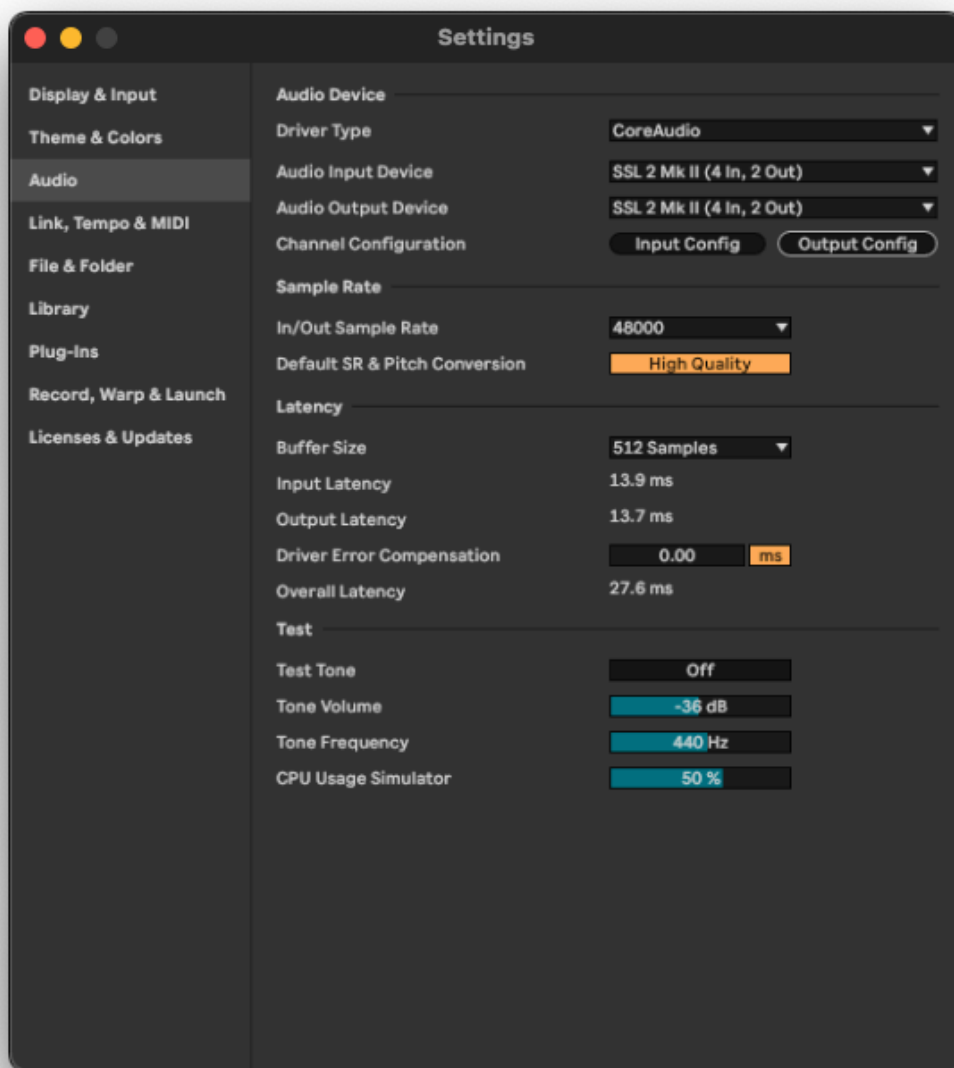 Settings
Display & Input
Theme & Colors
Audio
Link, Tempo & MIDI
File & Folder
Library
Plug-Ins
Record, Warp & Launch
Licenses & Updates
Audio Device
Driver Type CoreAudio
Audio Input Device SSL 2 Mk II (4 In, 2 Out)
Audio Output Device SSL 2 Mk II (4 In, 2 Out)
Channel Configuration Input Config Output Config
Sample Rate
In/Out Sample Rate 48000
Default SR & Pitch Conversion High Quality
Latency
Buffer Size 512 Samples
Input Latency 13.9 ms
Output Latency 13.7 ms
Driver Error Compensation 0.00 ms
Overall Latency 27.6 ms
Test
Test Tone Off
Tone Volume -36 dB
Tone Frequency 440 Hz
CPU Usage Simulator 50 %